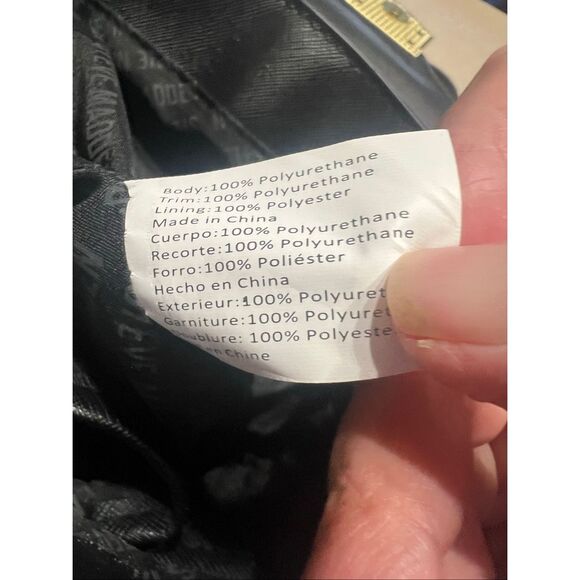 Body:100% Polyurethane
Trim:100% Polyurethane
Lining:100% Polyester
Made in China
Cuerpo:100% Polyurethane
Recorte:100% Polyurethane
Forro:100% Poliéster
Hecho en China
Exterieur:100% Polyuret
Garniture:100% Polyuret
oublure: 100% Polyester
en Chine